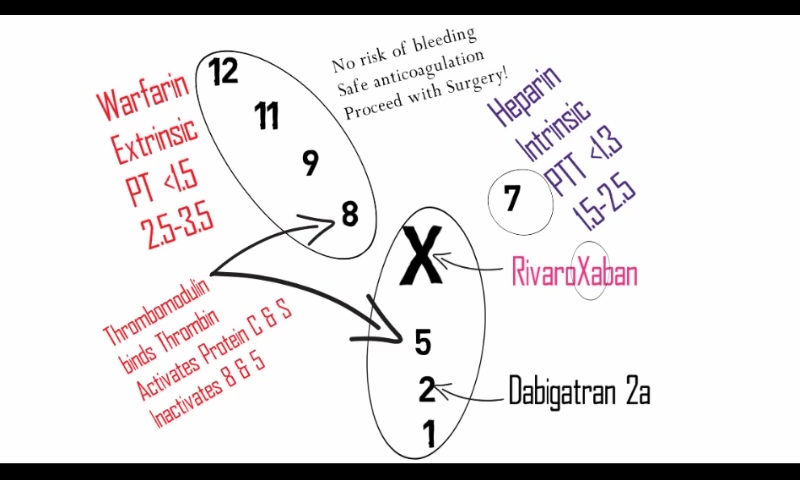 Warfarin
Extrinsic
PT <1.5
2.5-3.5
12
11
9
8
No risk of bleeding
Safe anticoagulation
Proceed with Surgery!
Heparin
Intrinsic
PTT <1.3
1.5-2.5
7
X
RivaroXaban
5
2
Dabigatran 2a
1
Thrombomodulin
binds Thrombin
Activates Protein C & S
Inactivates 8 & 5